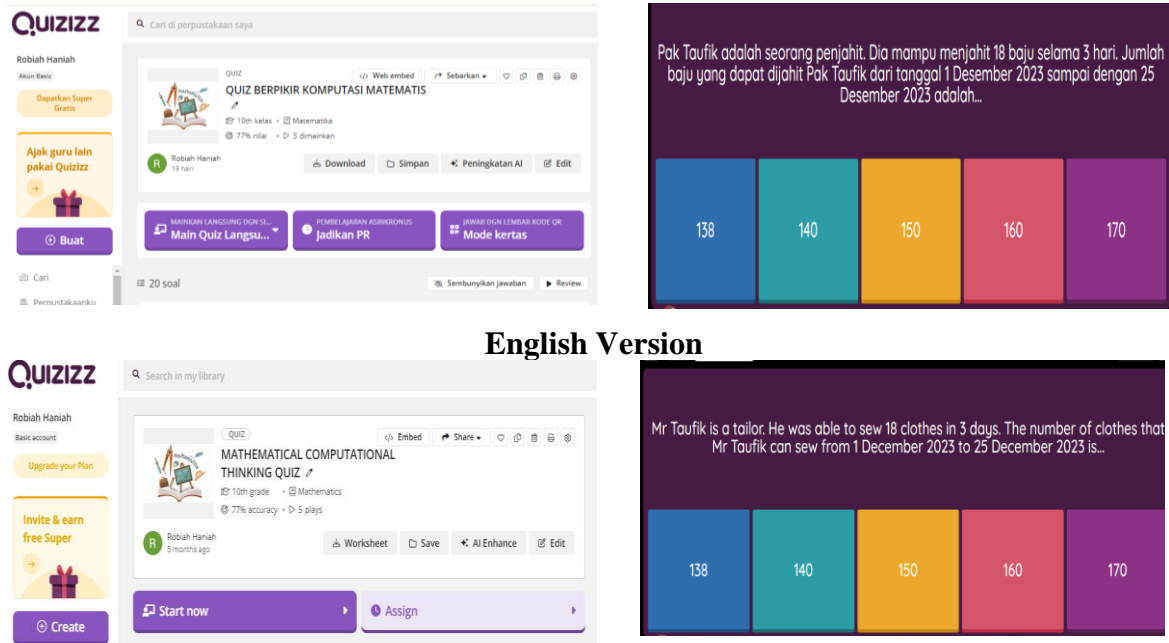 QUIZIZZ
Cari di perpustakaan saya
Robiah Haniah
Akun Basic
Dapatkan Super
Gratis
Ajak guru lain
pakai Quizizz
Buat
Cari
Perpustakaanku
QUIZ
</> Web embed
Sebarkan
QUIZ BERPIKIR KOMPUTASI MATEMATIS
10th kelas • Matematika
77% nilai • 3 dimainkan
R
Robiah Haniah
19 hari
Download
Simpan
Peningkatan AI
Edit
MAINKAN LANGSUNG DGN SI...
Main Quiz Langsu...
PEMBELAJARAN ASINKRONUS
Jadikan PR
JAWAB DGN LEMBAR KODE QR
Mode kertas
20 soal
Sembunyikan jawaban
Review
Pak Taufik adalah seorang penjahit. Dia mampu menjahit 18 baju selama 3 hari. Jumlah
baju yang dapat dijahit Pak Taufik dari tanggal 1 Desember 2023 sampai dengan 25
Desember 2023 adalah...
138 140 150 160 170
English Version
QUIZIZZ
Search in my library
Robiah Haniah
Basic account
Upgrade your Plan
Invite & earn
free Super
Create
QUIZ
</> Embed
Share
MATHEMATICAL COMPUTATIONAL
THINKING QUIZ
10th grade • Mathematics
77% accuracy • 5 plays
R
Robiah Haniah
5 months ago
Worksheet
Save
AI Enhance
Edit
Start now
Assign
Mr Taufik is a tailor. He was able to sew 18 clothes in 3 days. The number of clothes that
Mr Taufik can sew from 1 December 2023 to 25 December 2023 is...
138 140 150 160 170